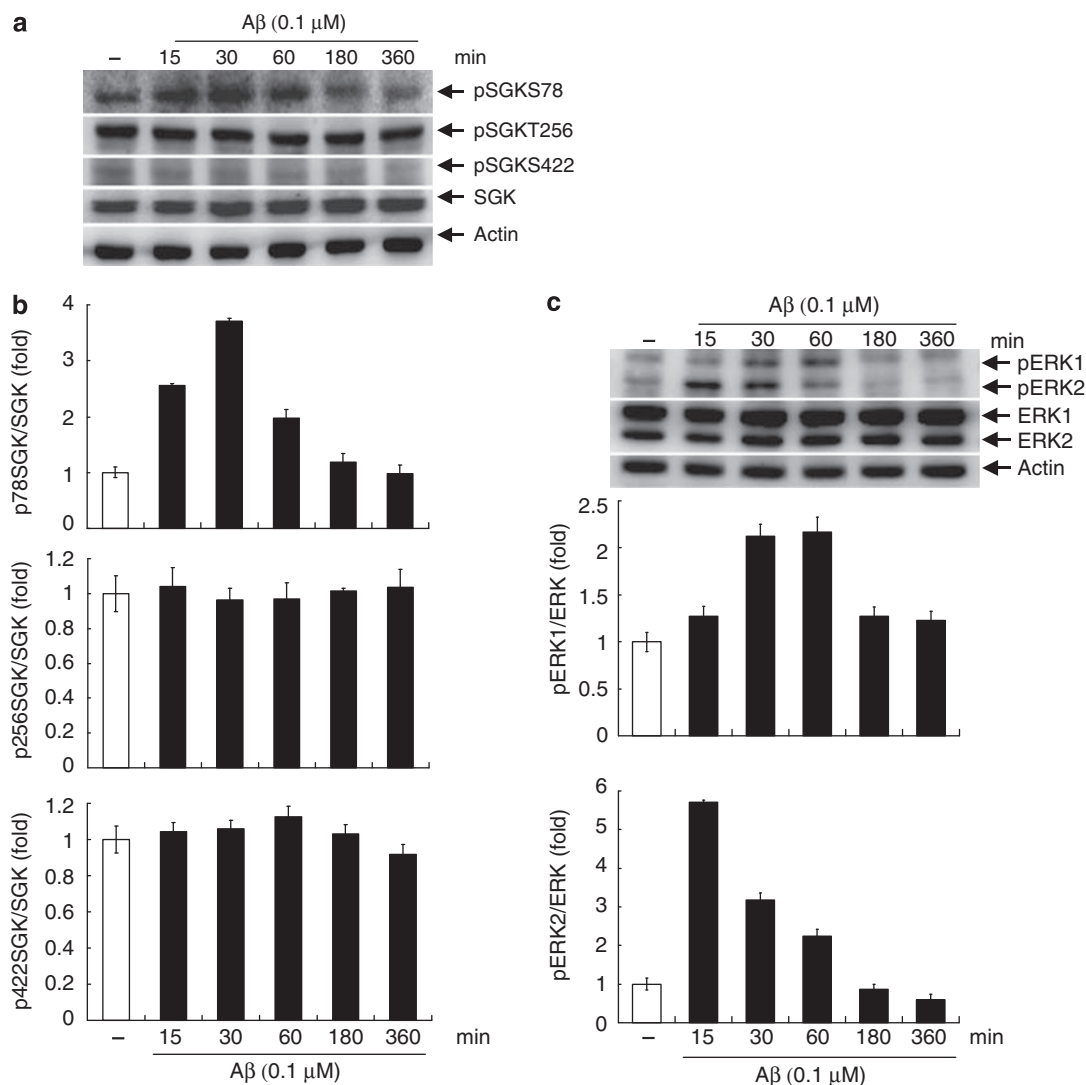 a
Aβ (0.1 μM)
– 15 30 60 180 360 min
pSGKS78
pSGKT256
pSGKS422
SGK
Actin
b
p78SGK/SGK (fold)
4
3
2
1
0
p256SGK/SGK (fold)
1.2
1
0.8
0.6
0.4
0.2
0
p422SGK/SGK (fold)
1.2
1
0.8
0.6
0.4
0.2
0
– 15 30 60 180 360 min
Aβ (0.1 μM)
c
Aβ (0.1 μM)
– 15 30 60 180 360 min
pERK1
pERK2
ERK1
ERK2
Actin
pERK1/ERK (fold)
2.5
2
1.5
1
0.5
0
pERK2/ERK (fold)
6
5
4
3
2
1
0
– 15 30 60 180 360 min
Aβ (0.1 μM)